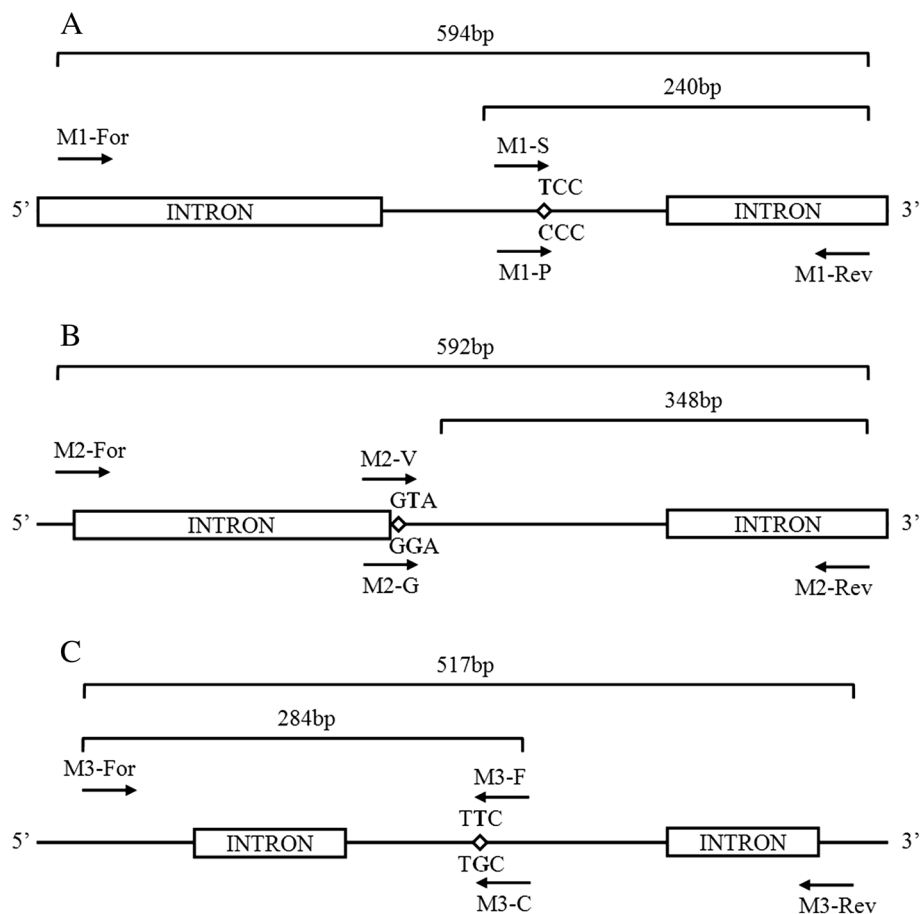 A
594bp
240bp
M1-For
M1-S
TCC
5’ INTRON INTRON 3’
CCC
M1-P M1-Rev
B
592bp
348bp
M2-For
M2-V
GTA
5’ INTRON INTRON 3’
GGA
M2-G M2-Rev
C
517bp
284bp
M3-For
M3-F
TTC
5’ INTRON INTRON 3’
TGC
M3-C M3-Rev